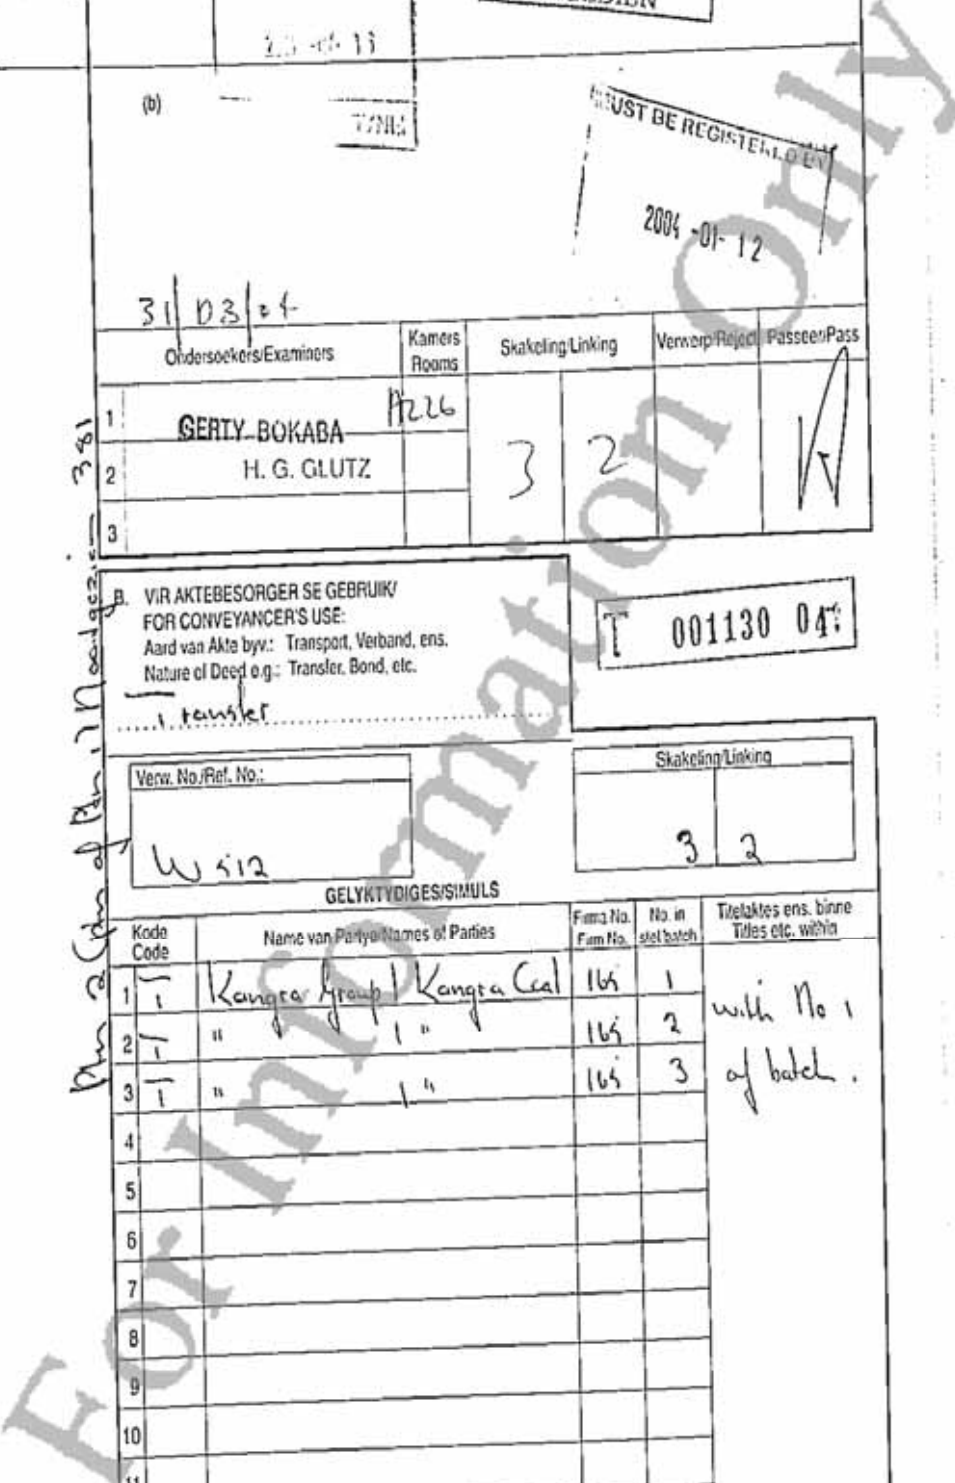 (b)
MUST BE REGISTERED BY
2004 -01- 12
31/03/04
Ondersoekers/Examiners
Kamers
Rooms
Skakeling/Linking
Verwerp/Reject
Passeer/Pass
1
GERTY BOKABA
A226
2
H. G. GLUTZ
3
3 2
381
B. VIR AKTEBESORGER SE GEBRUIK/
FOR CONVEYANCER'S USE:
Aard van Akte byv.: Transport, Verband, ens.
Nature of Deed e.g.: Transfer, Bond, etc.
Transfer
T 001130 04
Verw. No./Ref. No.:
W512
Skakeling/Linking
3 2
GELYKTYDIGES/SIMULS
Kode
Code
Name van Partye/Names of Parties
Firma No.
Firm No.
No. in
stel/batch
Titelaktes ens. binne
Titles etc. within
1 T Kangra Group / Kangra Coal 165 1
2 T " / " 165 2
3 T " / " 165 3
with No 1
of batch.
4
5
6
7
8
9
10
11
For Information Only